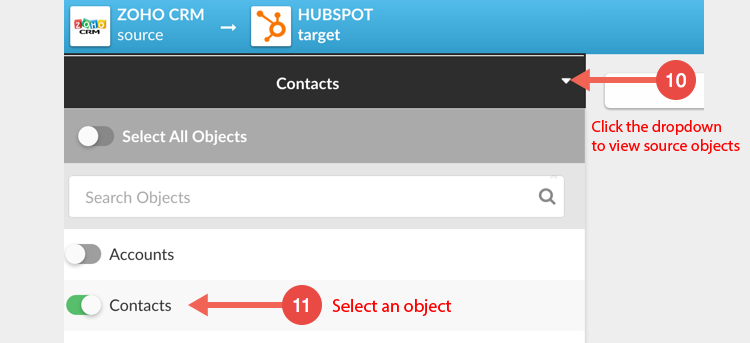 ZOHO
CRM
ZOHO CRM
source
HUBSPOT
target
Contacts
10
Click the dropdown
to view source objects
Select All Objects
Search Objects
Accounts
Contacts
11
Select an object